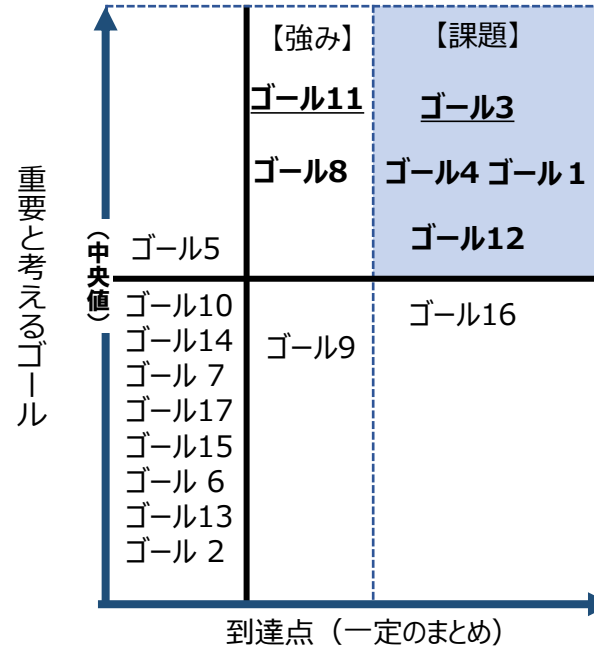 【強み】
【課題】
ゴール11
ゴール3
ゴール8
ゴール4 ゴール 1
ゴール12
重要と考えるゴール
（中央値）
ゴール5
ゴール10
ゴール14
ゴール 7
ゴール17
ゴール15
ゴール 6
ゴール13
ゴール 2
ゴール9
ゴール16
到達点（一定のまとめ）